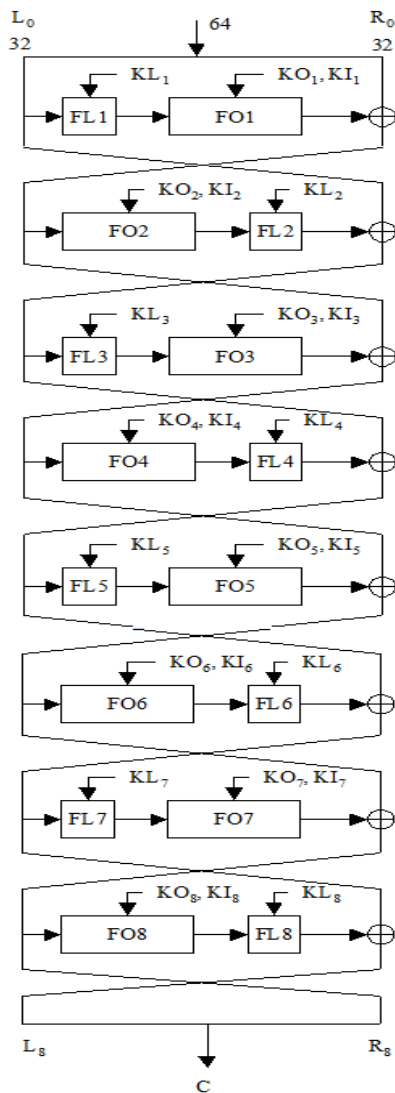 L₀ 64 R₀
32 32
KL₁ KO₁, KI₁
FL1 FO1
KO₂, KI₂ KL₂
FO2 FL2
KL₃ KO₃, KI₃
FL3 FO3
KO₄, KI₄ KL₄
FO4 FL4
KL₅ KO₅, KI₅
FL5 FO5
KO₆, KI₆ KL₆
FO6 FL6
KL₇ KO₇, KI₇
FL7 FO7
KO₈, KI₈ KL₈
FO8 FL8
L₈ R₈
C